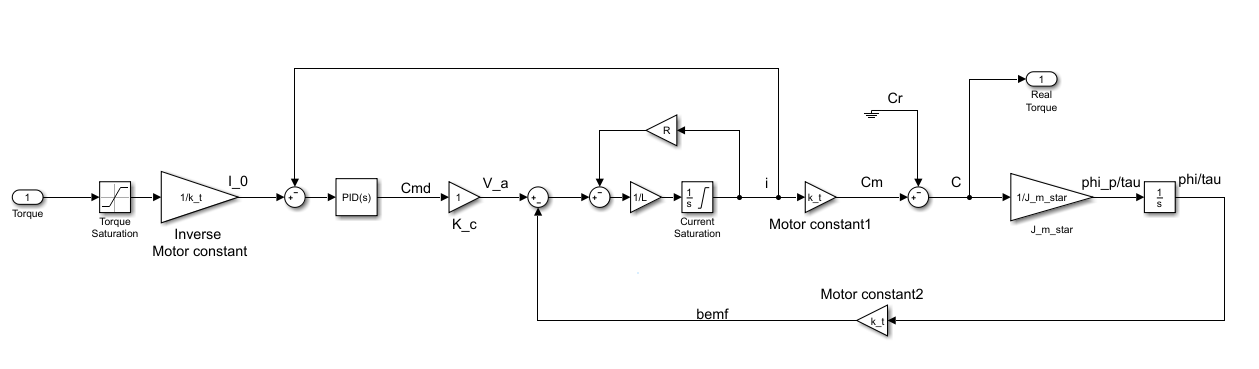 Cr
1
Real
Torque
R
1
Torque
Torque
Saturation
1/k_t
Inverse
Motor constant
I_0
PID(s)
Cmd
1
K_c
V_a
1/L
1
s
Current
Saturation
i
k_t
Motor constant1
Cm
C
1/J_m_star
J_m_star
phi_p/tau
1
s
phi/tau
Motor constant2
k_t
bemf